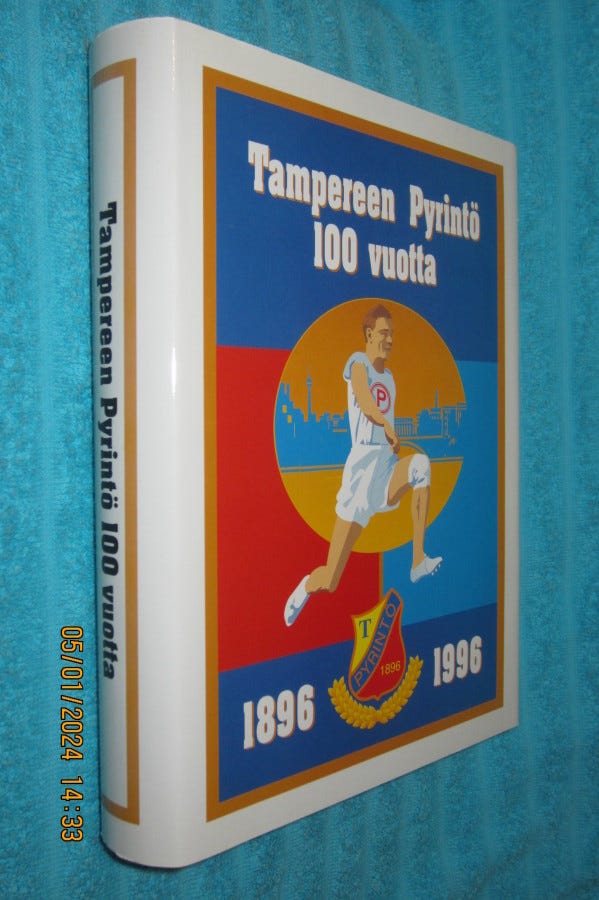 Tampereen Pyrintö 100 vuotta
Tampereen Pyrintö
100 vuotta
P
T
PYRINTÖ
1896
1896
1996
05/01/2024 14:33